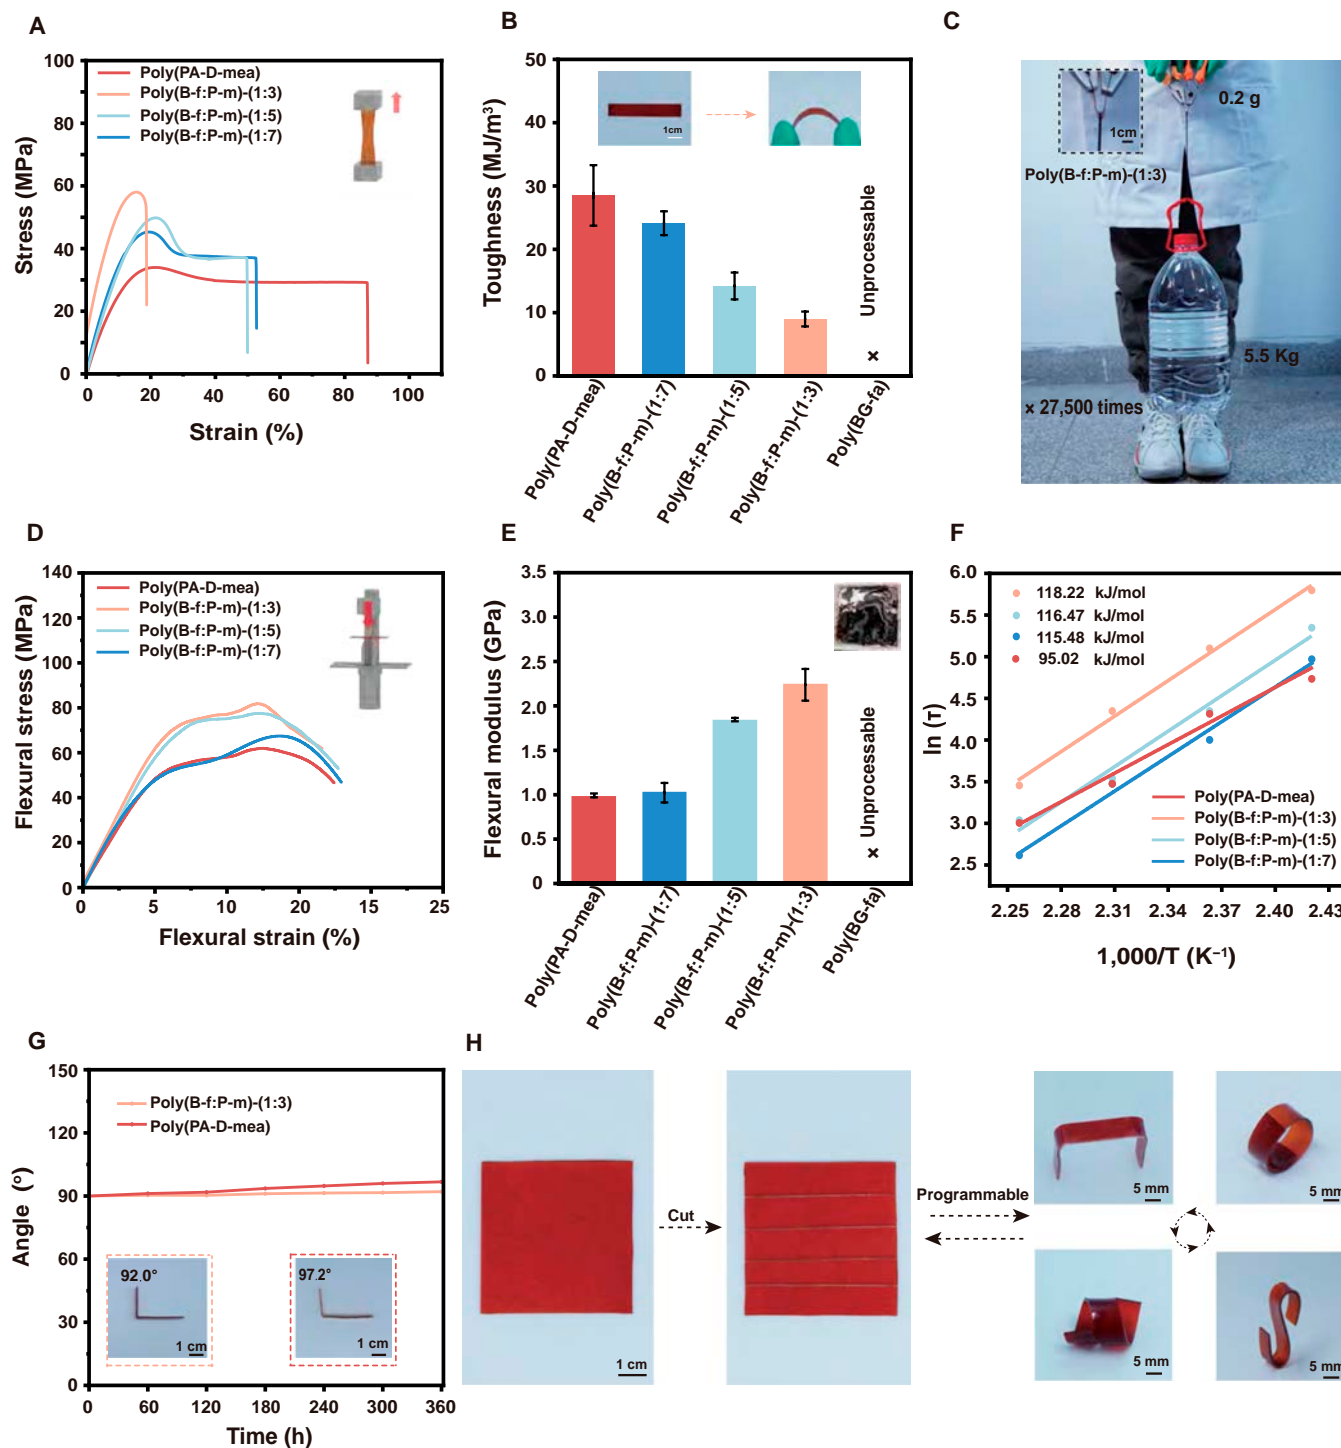 A
Stress (MPa)
100
80
60
40
20
0
Poly(PA-D-mea)
Poly(B-f:P-m)-(1:3)
Poly(B-f:P-m)-(1:5)
Poly(B-f:P-m)-(1:7)
0 20 40 60 80 100
Strain (%)
B
Toughness (MJ/m³)
50
40
30
20
10
0
1cm
Unprocessable
×
Poly(PA-D-mea)
Poly(B-f:P-m)-(1:7)
Poly(B-f:P-m)-(1:5)
Poly(B-f:P-m)-(1:3)
Poly(BG-fa)
C
0.2 g
1cm
Poly(B-f:P-m)-(1:3)
5.5 Kg
× 27,500 times
D
Flexural stress (MPa)
140
120
100
80
60
40
20
0
Poly(PA-D-mea)
Poly(B-f:P-m)-(1:3)
Poly(B-f:P-m)-(1:5)
Poly(B-f:P-m)-(1:7)
0 5 10 20 15 25
Flexural strain (%)
E
Flexural modulus (GPa)
3.5
3.0
2.5
2.0
1.5
1.0
0.5
0
Unprocessable
×
Poly(PA-D-mea)
Poly(B-f:P-m)-(1:7)
Poly(B-f:P-m)-(1:5)
Poly(B-f:P-m)-(1:3)
Poly(BG-fa)
F
ln (τ)
6.0
5.5
5.0
4.5
4.0
3.5
3.0
2.5
118.22 kJ/mol
116.47 kJ/mol
115.48 kJ/mol
95.02 kJ/mol
Poly(PA-D-mea)
Poly(B-f:P-m)-(1:3)
Poly(B-f:P-m)-(1:5)
Poly(B-f:P-m)-(1:7)
2.25 2.28 2.31 2.34 2.37 2.40 2.43
1,000/T (K⁻¹)
G
Angle (°)
150
120
90
60
30
0
Poly(B-f:P-m)-(1:3)
Poly(PA-D-mea)
92.0°
1 cm
97.2°
1 cm
0 60 120 180 240 300 360
Time (h)
H
Cut
1 cm
Programmable
5 mm
5 mm
5 mm
5 mm